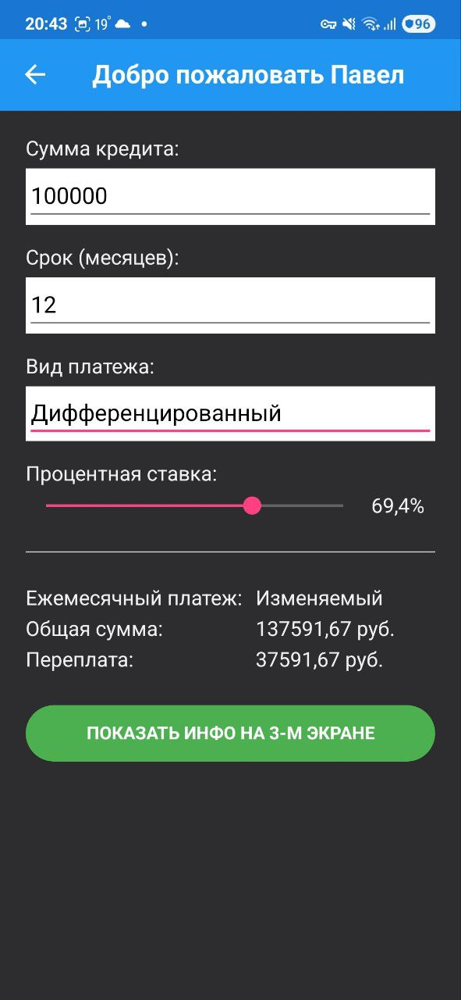 20:43 19° 96
Добро пожаловать Павел
Сумма кредита:
100000
Срок (месяцев):
12
Вид платежа:
Дифференцированный
Процентная ставка:
69,4%
Ежемесячный платеж: Изменяемый
Общая сумма: 137591,67 руб.
Переплата: 37591,67 руб.
ПОКАЗАТЬ ИНФО НА 3-М ЭКРАНЕ